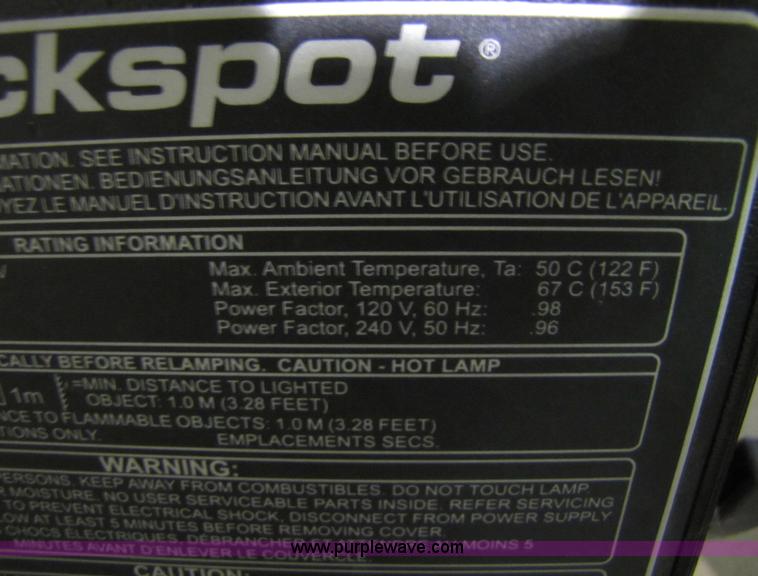 ckspot®
MATION. SEE INSTRUCTION MANUAL BEFORE USE.
ATIONEN. BEDIENUNGSANLEITUNG VOR GEBRAUCH LESEN!
YEZ LE MANUEL D'INSTRUCTION AVANT L'UTILISATION DE L'APPAREIL.
RATING INFORMATION
Max. Ambient Temperature, Ta: 50 C (122 F)
Max. Exterior Temperature: 67 C (153 F)
Power Factor, 120 V, 60 Hz: .98
Power Factor, 240 V, 50 Hz: .96
CALLY BEFORE RELAMPING. CAUTION - HOT LAMP
1m =MIN. DISTANCE TO LIGHTED
OBJECT: 1.0 M (3.28 FEET)
NCE TO FLAMMABLE OBJECTS: 1.0 M (3.28 FEET)
TIONS ONLY. EMPLACEMENTS SECS.
WARNING:
PERSONS. KEEP AWAY FROM COMBUSTIBLES. DO NOT TOUCH LAMP.
R MOISTURE. NO USER SERVICEABLE PARTS INSIDE. REFER SERVICING
TO PREVENT ELECTRICAL SHOCK, DISCONNECT FROM POWER SUPPLY
OW AT LEAST 5 MINUTES BEFORE REMOVING COVER.
CHOCS ÉLECTRIQUES, DÉBRANCHER MOINS 5
www.purplewave.com
MINUTES AVANT D'ENLEVER LE COUVERCLE.
CAUTION: